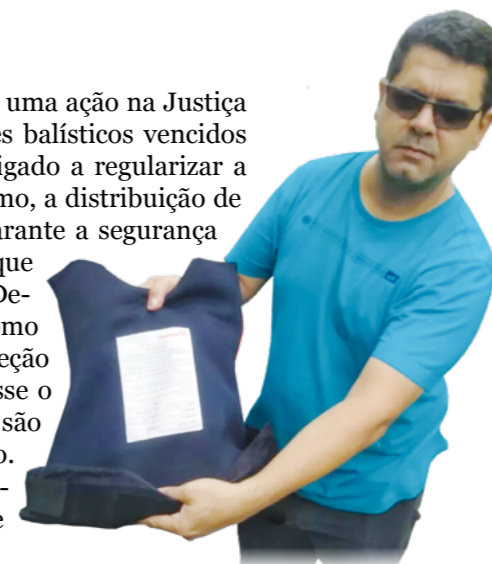 uma ação na Justiça
es balísticos vencidos
igado a regularizar a
mo, a distribuição de
arante a segurança
que
De-
omo
eção
sse o
são
o.
-
e